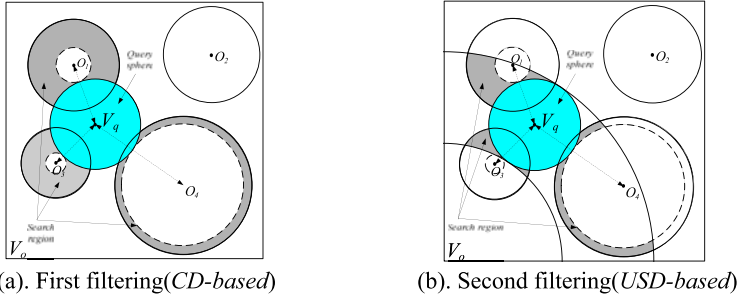 O1
O2
Query
sphere
Vq
O3
O4
Search
region
Vo
(a). First filtering(CD-based)
O1
O2
Query
sphere
Vq
O3
O4
Search region
Vo
(b). Second filtering(USD-based)